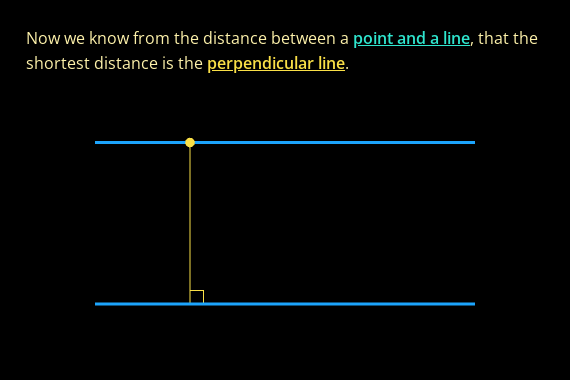 Now we know from the distance between a point and a line, that the
shortest distance is the perpendicular line.